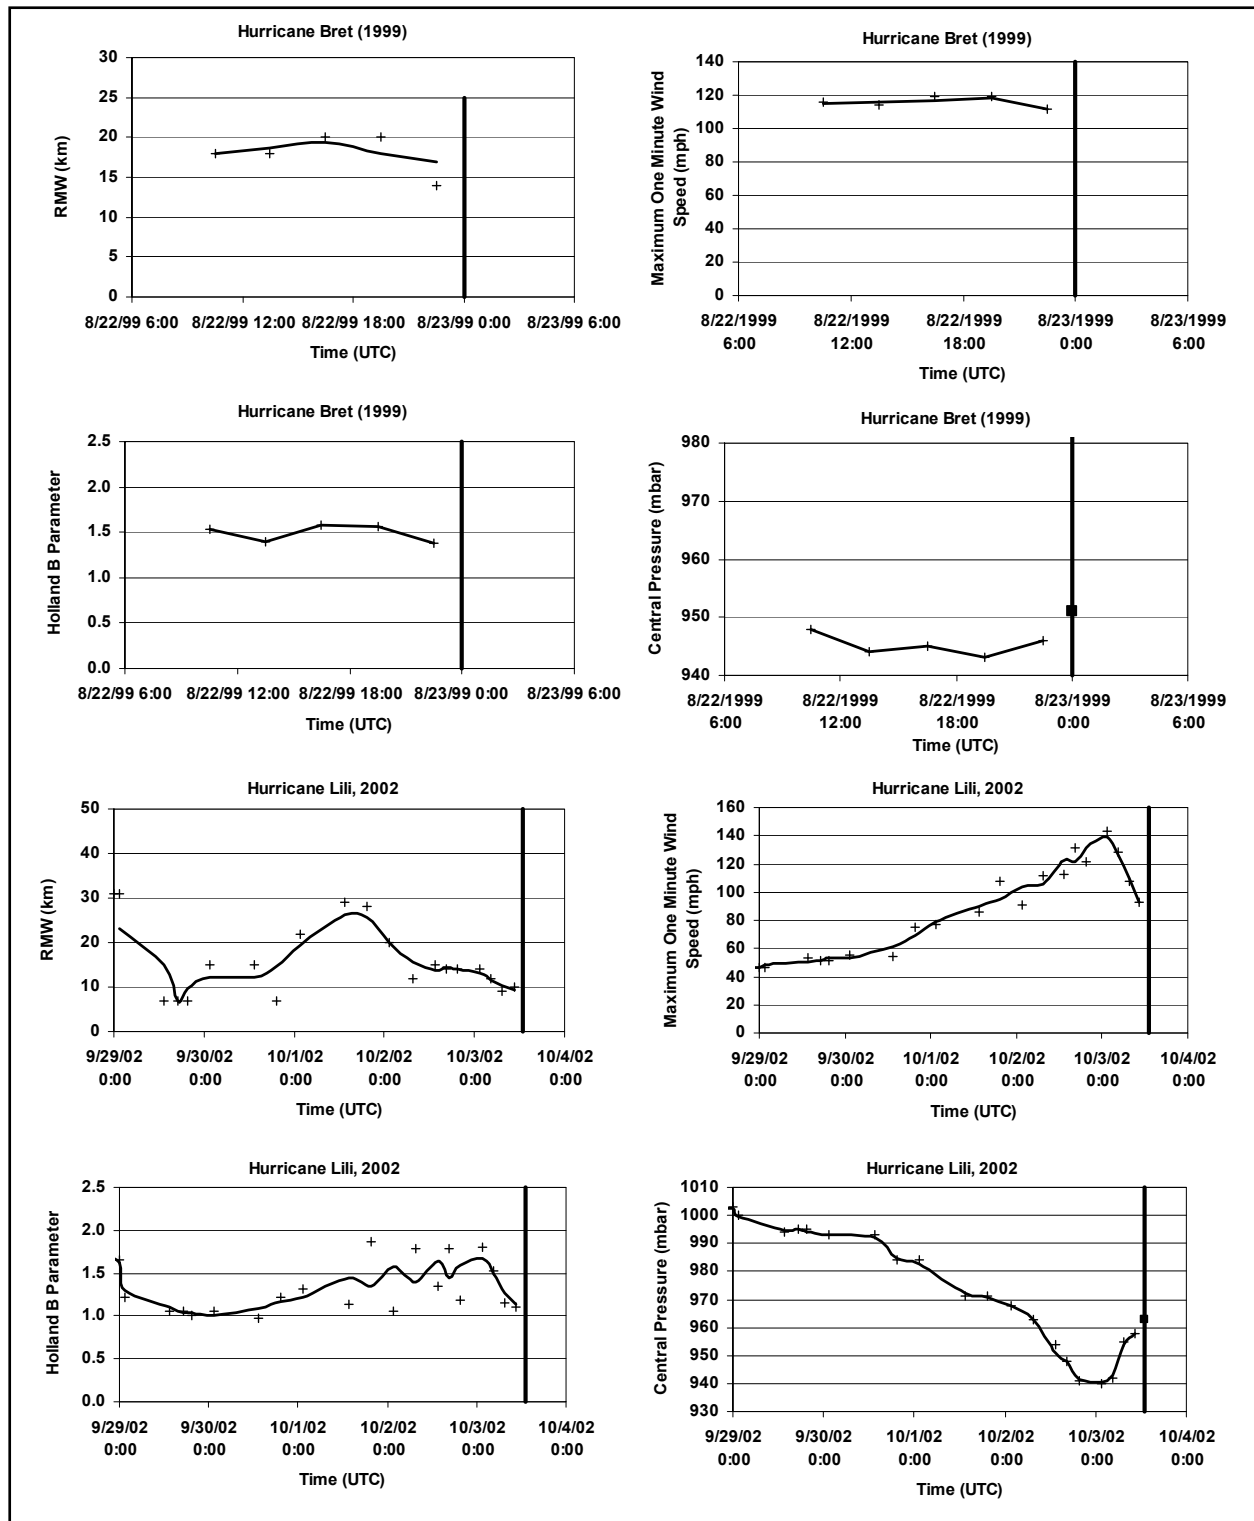 Hurricane Bret (1999)
30
25
20
15
10
5
0
RMW (km)
8/22/99 6:00 8/22/99 12:00 8/22/99 18:00 8/23/99 0:00 8/23/99 6:00
Time (UTC)
Hurricane Bret (1999)
140
120
100
80
60
40
20
0
Maximum One Minute Wind
Speed (mph)
8/22/1999 8/22/1999 8/22/1999 8/23/1999 8/23/1999
6:00 12:00 18:00 0:00 6:00
Time (UTC)
Hurricane Bret (1999)
2.5
2.0
1.5
1.0
0.5
0.0
Holland B Parameter
8/22/99 6:00 8/22/99 12:00 8/22/99 18:00 8/23/99 0:00 8/23/99 6:00
Time (UTC)
Hurricane Bret (1999)
980
970
960
950
940
Central Pressure (mbar)
8/22/1999 8/22/1999 8/22/1999 8/23/1999 8/23/1999
6:00 12:00 18:00 0:00 6:00
Time (UTC)
Hurricane Lili, 2002
50
40
30
20
10
0
RMW (km)
9/29/02 9/30/02 10/1/02 10/2/02 10/3/02 10/4/02
0:00 0:00 0:00 0:00 0:00 0:00
Time (UTC)
Hurricane Lili, 2002
160
140
120
100
80
60
40
20
0
Maximum One Minute Wind
Speed (mph)
9/29/02 9/30/02 10/1/02 10/2/02 10/3/02 10/4/02
0:00 0:00 0:00 0:00 0:00 0:00
Time (UTC)
Hurricane Lili, 2002
2.5
2.0
1.5
1.0
0.5
0.0
Holland B Parameter
9/29/02 9/30/02 10/1/02 10/2/02 10/3/02 10/4/02
0:00 0:00 0:00 0:00 0:00 0:00
Time (UTC)
Hurricane Lili, 2002
1010
1000
990
980
970
960
950
940
930
Central Pressure (mbar)
9/29/02 9/30/02 10/1/02 10/2/02 10/3/02 10/4/02
0:00 0:00 0:00 0:00 0:00 0:00
Time (UTC)